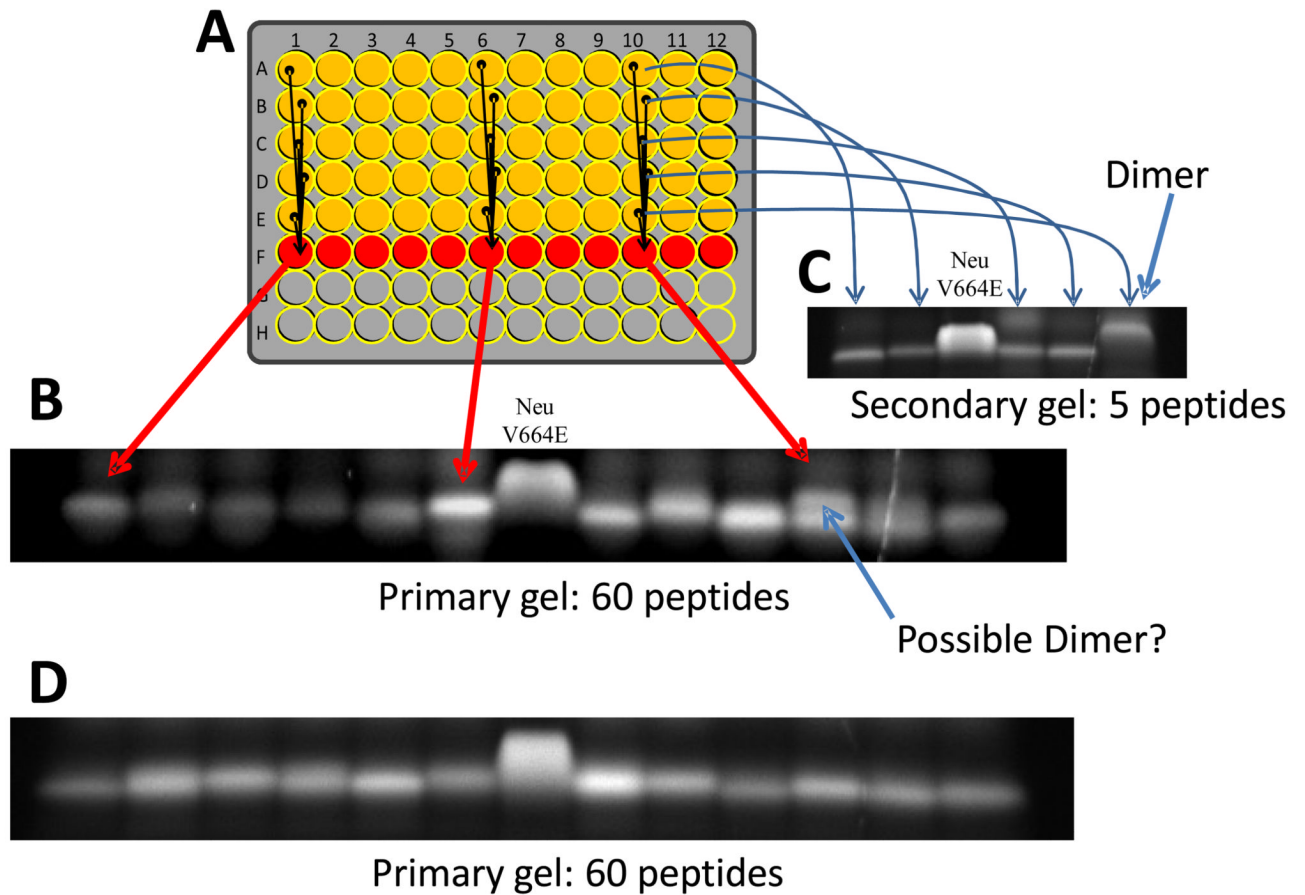 A
1 2 3 4 5 6 7 8 9 10 11 12
A
B
C
D
E
F
G
H
Dimer
C
Neu
V664E
Secondary gel: 5 peptides
B
Neu
V664E
Primary gel: 60 peptides
Possible Dimer?
D
Primary gel: 60 peptides